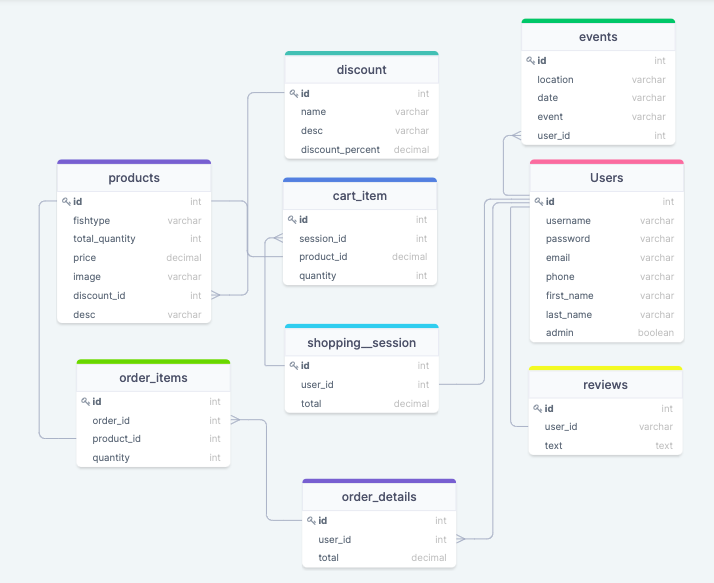 events
id int
location varchar
date varchar
event varchar
user_id int
discount
id int
name varchar
desc varchar
discount_percent decimal
products
id int
fishtype varchar
total_quantity int
price decimal
image varchar
discount_id int
desc varchar
cart_item
id int
session_id int
product_id decimal
quantity int
Users
id int
username varchar
password varchar
email varchar
phone varchar
first_name varchar
last_name varchar
admin boolean
shopping__session
id int
user_id int
total decimal
order_items
id int
order_id int
product_id int
quantity int
reviews
id int
user_id varchar
text text
order_details
id int
user_id int
total decimal